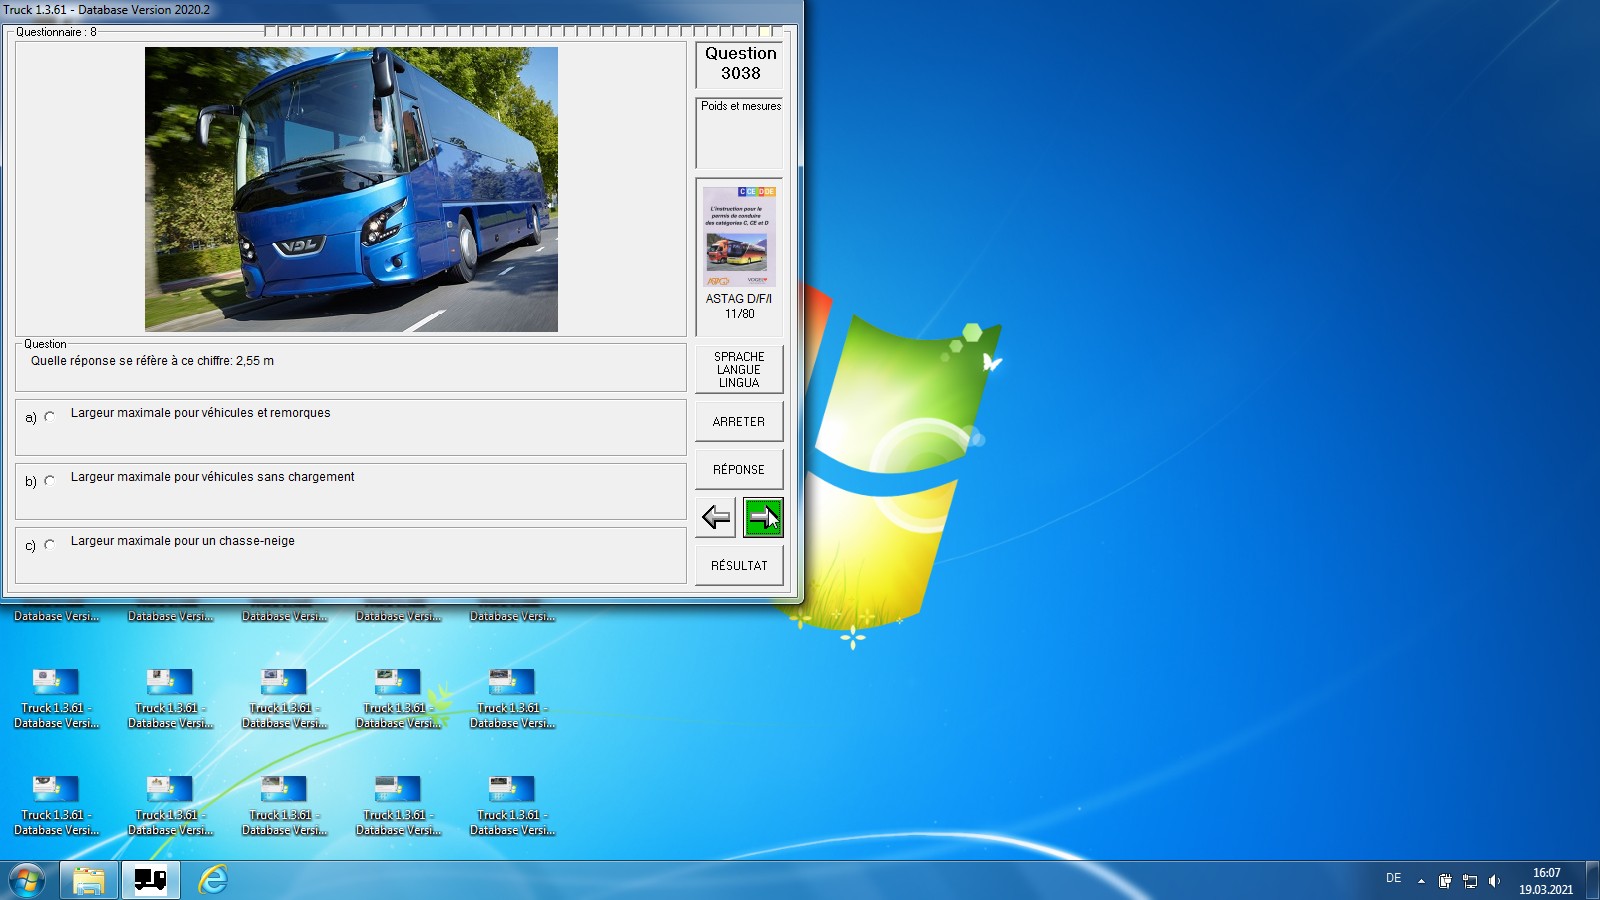 Truck 1.3.61 - Database Version 2020.2
Questionnaire : 8
VDL
Question
3038
Poids et mesures
C CE D DE
L'instruction pour le
permis de conduire
des catégories C, CE et D
ASTAG D/F/I
11/80
Question
Quelle réponse se réfère à ce chiffre: 2,55 m
SPRACHE
LANGUE
LINGUA
a) Largeur maximale pour véhicules et remorques
ARRETER
b) Largeur maximale pour véhicules sans chargement
RÉPONSE
c) Largeur maximale pour un chasse-neige
RÉSULTAT
Database Versi... Database Versi... Database Versi... Database Versi... Database Versi...
Truck 1.3.61 - Truck 1.3.61 - Truck 1.3.61 - Truck 1.3.61 - Truck 1.3.61 -
Database Versi... Database Versi... Database Versi... Database Versi... Database Versi...
Truck 1.3.61 - Truck 1.3.61 - Truck 1.3.61 - Truck 1.3.61 - Truck 1.3.61 -
Database Versi... Database Versi... Database Versi... Database Versi... Database Versi...
DE
16:07
19.03.2021